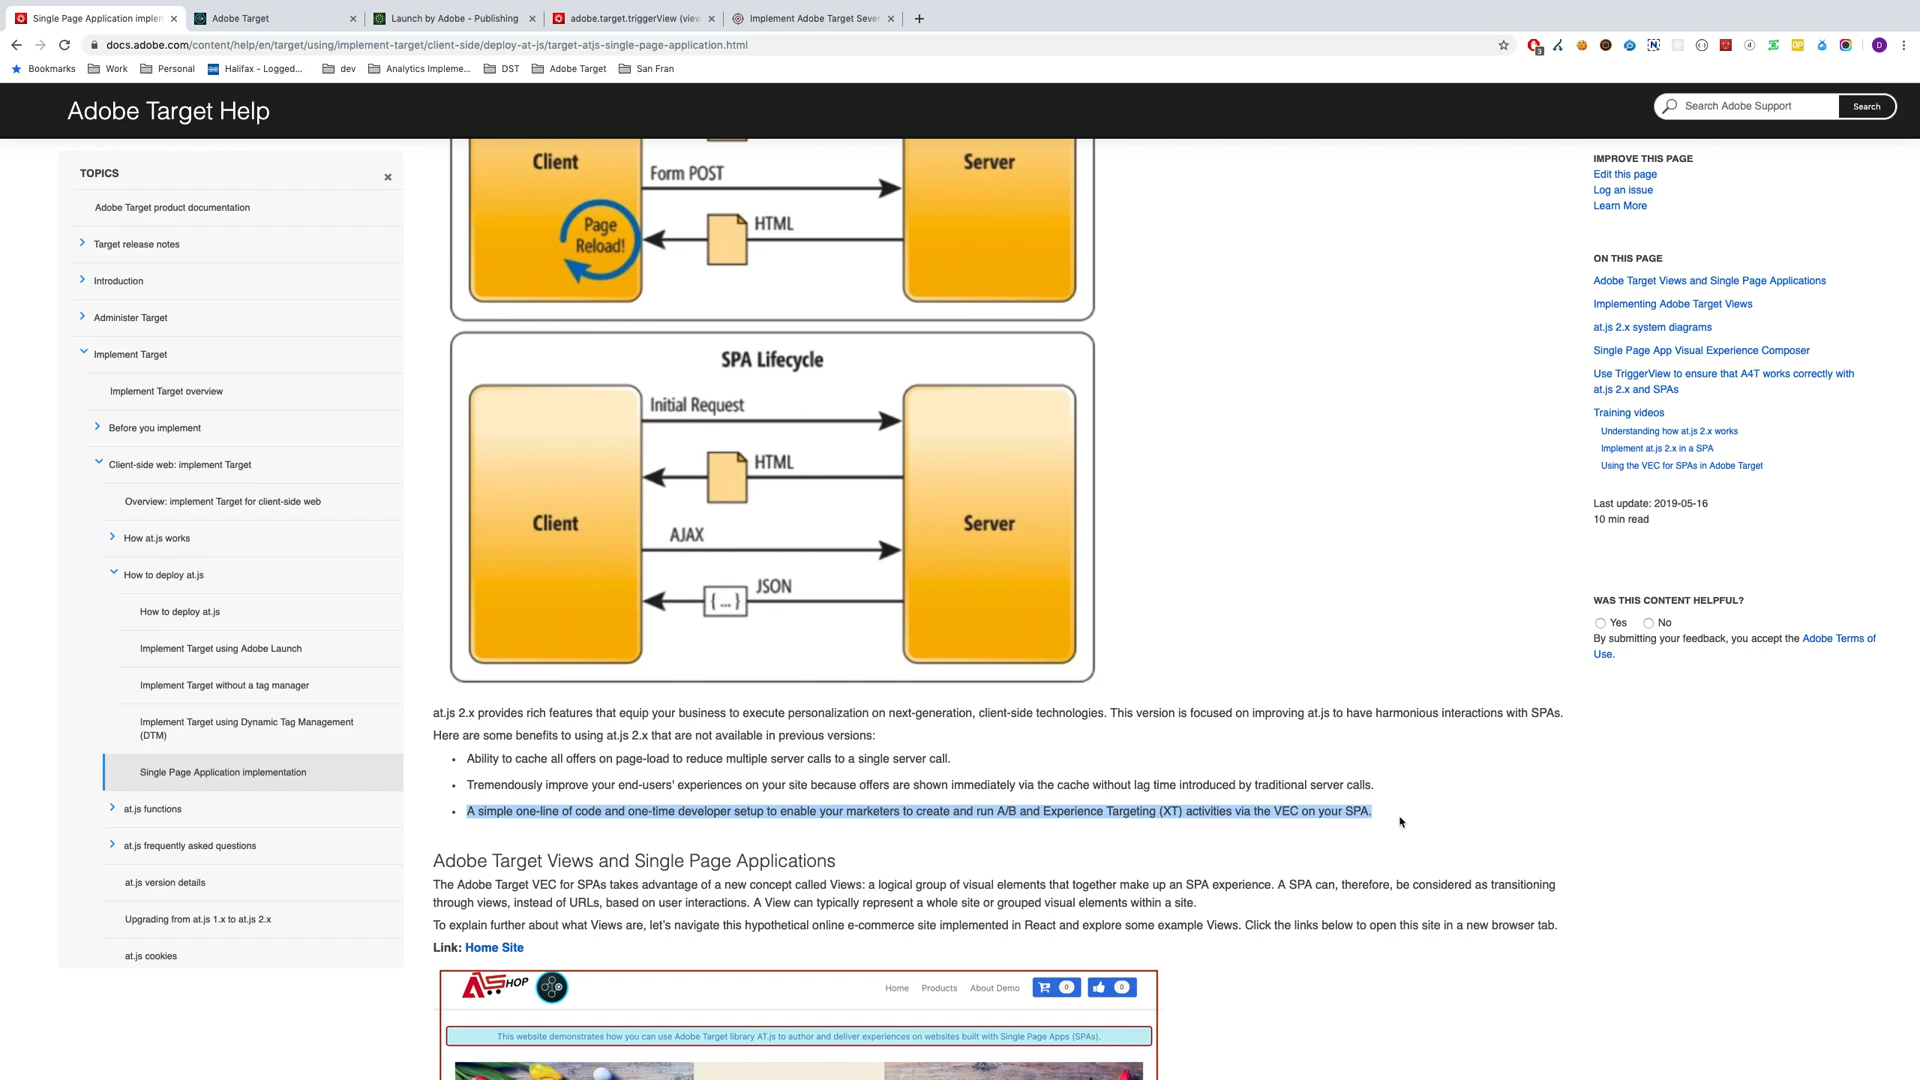 Single Page Application implem
Adobe Target
Launch by Adobe - Publishing
adobe.target.triggerView (view
Implement Adobe Target Server
docs.adobe.com/content/help/en/target/using/implement-target/client-side/deploy-at-js/target-atjs-single-page-application.html
Bookmarks
Work
Personal
Halifax - Logged...
dev
Analytics Impleme...
DST
Adobe Target
San Fran
Adobe Target Help
Search Adobe Support
Search
TOPICS
Adobe Target product documentation
Target release notes
Introduction
Administer Target
Implement Target
Implement Target overview
Before you implement
Client-side web: implement Target
Overview: implement Target for client-side web
How at.js works
How to deploy at.js
How to deploy at.js
Implement Target using Adobe Launch
Implement Target without a tag manager
Implement Target using Dynamic Tag Management
(DTM)
Single Page Application implementation
at.js functions
at.js frequently asked questions
at.js version details
Upgrading from at.js 1.x to at.js 2.x
at.js cookies
Client
Form POST
Server
Page
Reload!
HTML
SPA Lifecycle
Initial Request
HTML
Client
Server
AJAX
JSON
{ ... }
at.js 2.x provides rich features that equip your business to execute personalization on next-generation, client-side technologies. This version is focused on improving at.js to have harmonious interactions with SPAs.
Here are some benefits to using at.js 2.x that are not available in previous versions:
• Ability to cache all offers on page-load to reduce multiple server calls to a single server call.
• Tremendously improve your end-users' experiences on your site because offers are shown immediately via the cache without lag time introduced by traditional server calls.
• A simple one-line of code and one-time developer setup to enable your marketers to create and run A/B and Experience Targeting (XT) activities via the VEC on your SPA.
Adobe Target Views and Single Page Applications
The Adobe Target VEC for SPAs takes advantage of a new concept called Views: a logical group of visual elements that together make up an SPA experience. A SPA can, therefore, be considered as transitioning
through views, instead of URLs, based on user interactions. A View can typically represent a whole site or grouped visual elements within a site.
To explain further about what Views are, let's navigate this hypothetical online e-commerce site implemented in React and explore some example Views. Click the links below to open this site in a new browser tab.
Link: Home Site
AtSHOP
Home
Products
About Demo
0
0
This website demonstrates how you can use Adobe Target library AT.js to author and deliver experiences on websites built with Single Page Apps (SPAs).
IMPROVE THIS PAGE
Edit this page
Log an issue
Learn More
ON THIS PAGE
Adobe Target Views and Single Page Applications
Implementing Adobe Target Views
at.js 2.x system diagrams
Single Page App Visual Experience Composer
Use TriggerView to ensure that A4T works correctly with
at.js 2.x and SPAs
Training videos
Understanding how at.js 2.x works
Implement at.js 2.x in a SPA
Using the VEC for SPAs in Adobe Target
Last update: 2019-05-16
10 min read
WAS THIS CONTENT HELPFUL?
Yes
No
By submitting your feedback, you accept the Adobe Terms of
Use.